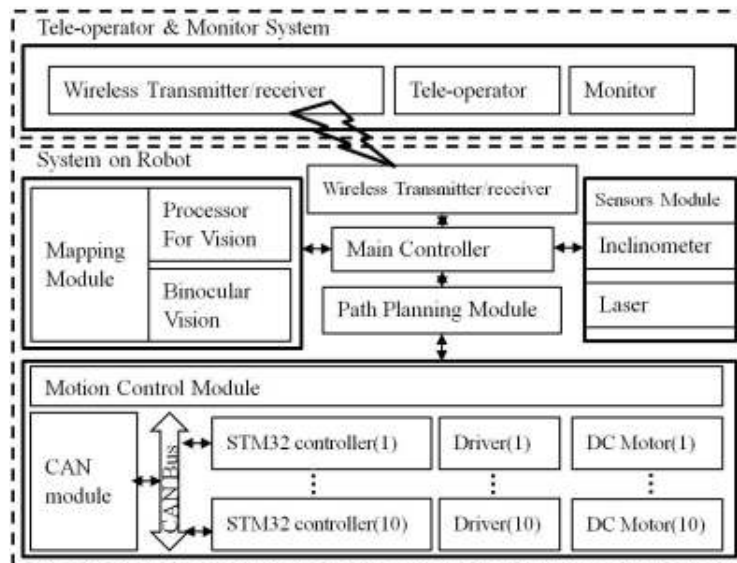 Tele-operator & Monitor System
Wireless Transmitter/receiver
Tele-operator
Monitor
System on Robot
Mapping
Module
Processor
For Vision
Binocular
Vision
Wireless Transmitter/receiver
Main Controller
Path Planning Module
Sensors Module
Inclinometer
Laser
Motion Control Module
CAN
module
CAN Bus
STM32 controller(1)
Driver(1)
DC Motor(1)
STM32 controller(10)
Driver(10)
DC Motor(10)